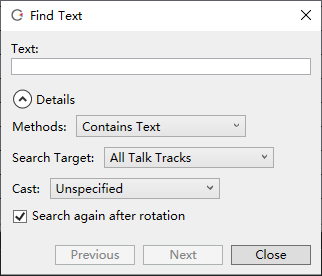 Find Text
Text:
Details
Methods: Contains Text
Search Target: All Talk Tracks
Cast: Unspecified
Search again after rotation
Previous Next Close